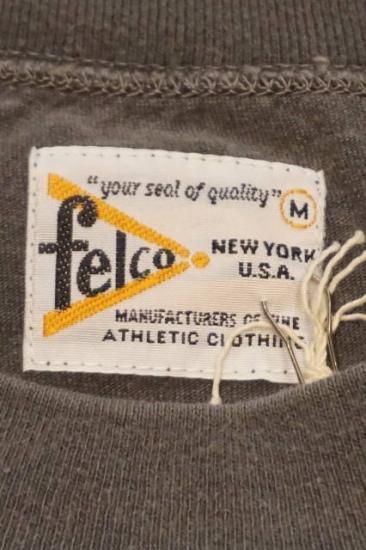 "your seal of quality" M
felco
NEW YORK
U.S.A.
MANUFACTURERS OF FINE
ATHLETIC CLOTHING